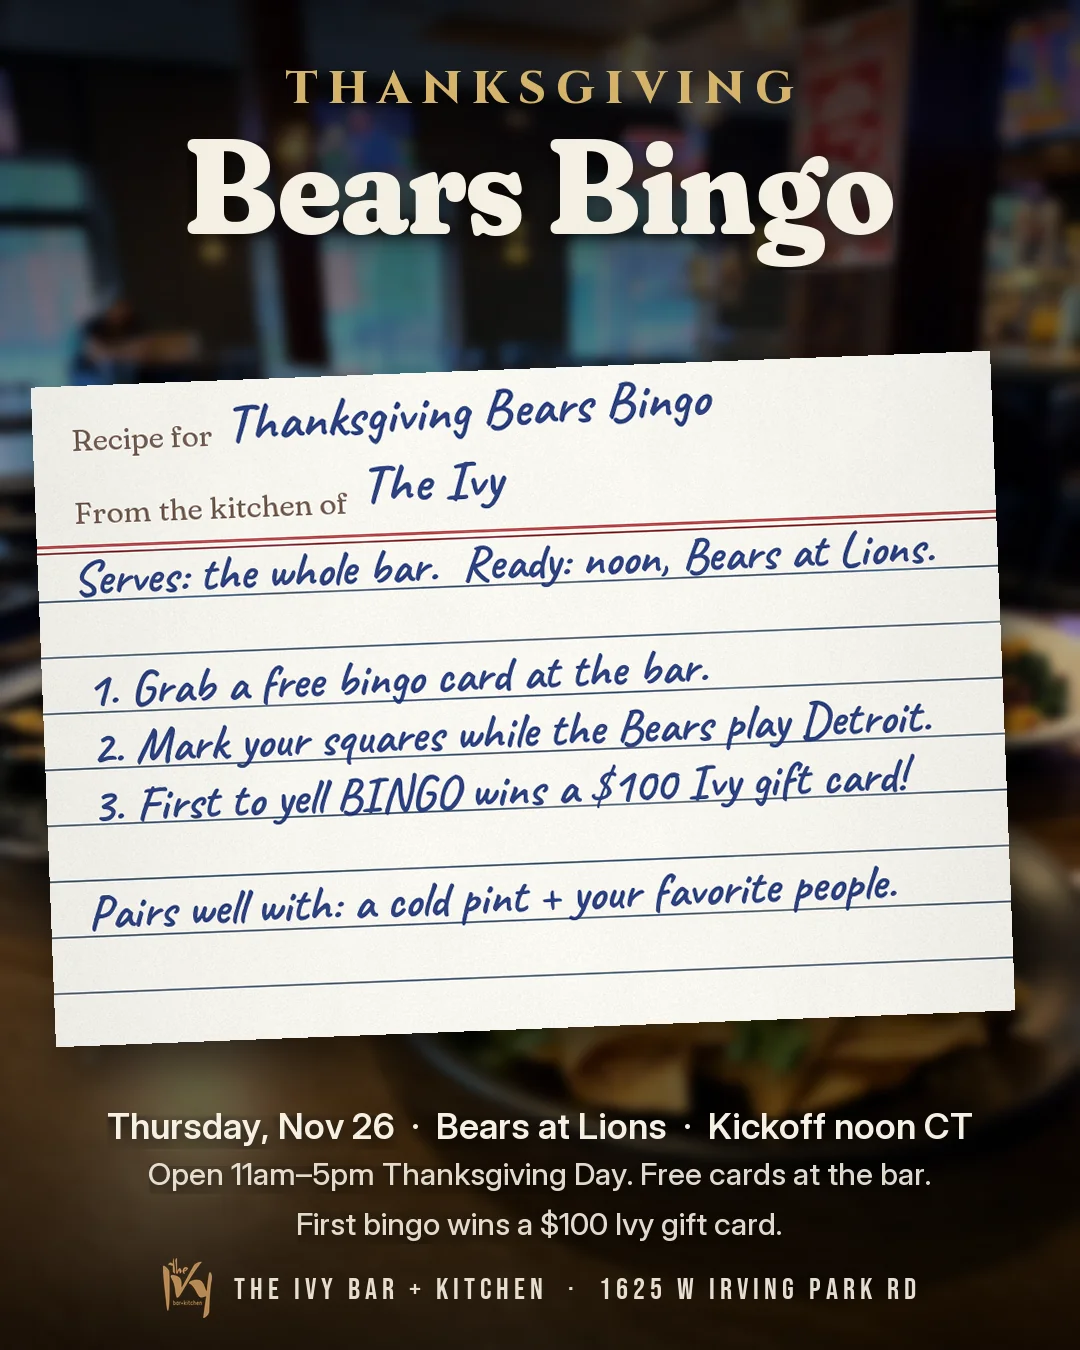 THANKSGIVING
Bears Bingo
Recipe for Thanksgiving Bears Bingo
From the kitchen of The Ivy
Serves: the whole bar. Ready: noon, Bears at Lions.
1. Grab a free bingo card at the bar.
2. Mark your squares while the Bears play Detroit.
3. First to yell BINGO wins a $100 Ivy gift card!
Pairs well with: a cold pint + your favorite people.
Thursday, Nov 26 · Bears at Lions · Kickoff noon CT
Open 11am–5pm Thanksgiving Day. Free cards at the bar.
First bingo wins a $100 Ivy gift card.
the Ivy bar+kitchen
THE IVY BAR + KITCHEN · 1625 W IRVING PARK RD